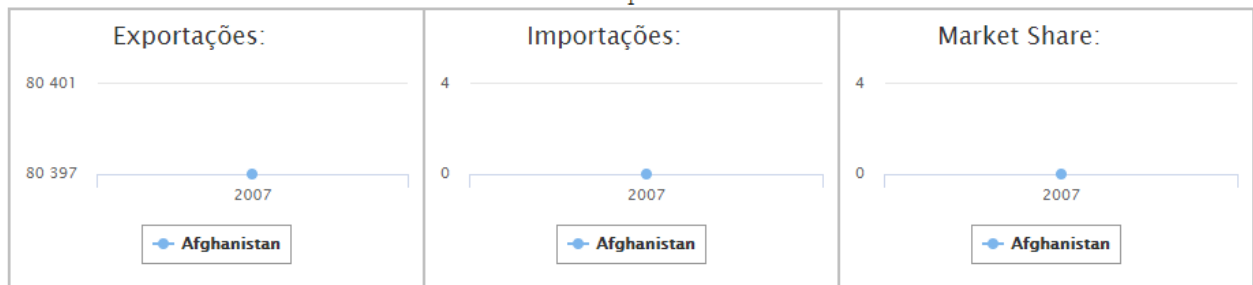 Exportações:
80 401
80 397
2007
Afghanistan
Importações:
4
0
2007
Afghanistan
Market Share:
4
0
2007
Afghanistan